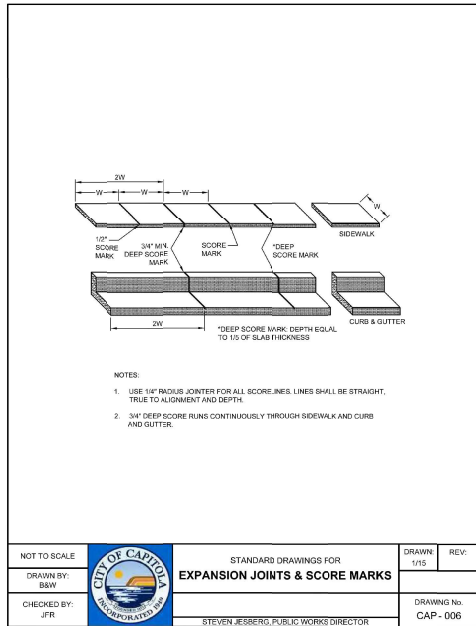 2W
W
W
W
W
1/2"
SCORE
MARK
3/4" MIN.
DEEP SCORE
MARK
SCORE
MARK
*DEEP
SCORE MARK
SIDEWALK
2W
*DEEP SCORE MARK: DEPTH EQUAL
TO 1/5 OF SLAB THICKNESS
CURB & GUTTER
NOTES:
1. USE 1/4" RADIUS JOINTER FOR ALL SCORELINES. LINES SHALL BE STRAIGHT,
TRUE TO ALIGNMENT AND DEPTH.
2. 3/4" DEEP SCORE RUNS CONTINUOUSLY THROUGH SIDEWALK AND CURB
AND GUTTER.
NOT TO SCALE
DRAWN BY:
B&W
CHECKED BY:
JFR
CITY OF CAPITOLA
INCORPORATED 1949
STANDARD DRAWINGS FOR
EXPANSION JOINTS & SCORE MARKS
STEVEN JESBERG, PUBLIC WORKS DIRECTOR
DRAWN:
1/15
REV:
DRAWING No.
CAP - 006